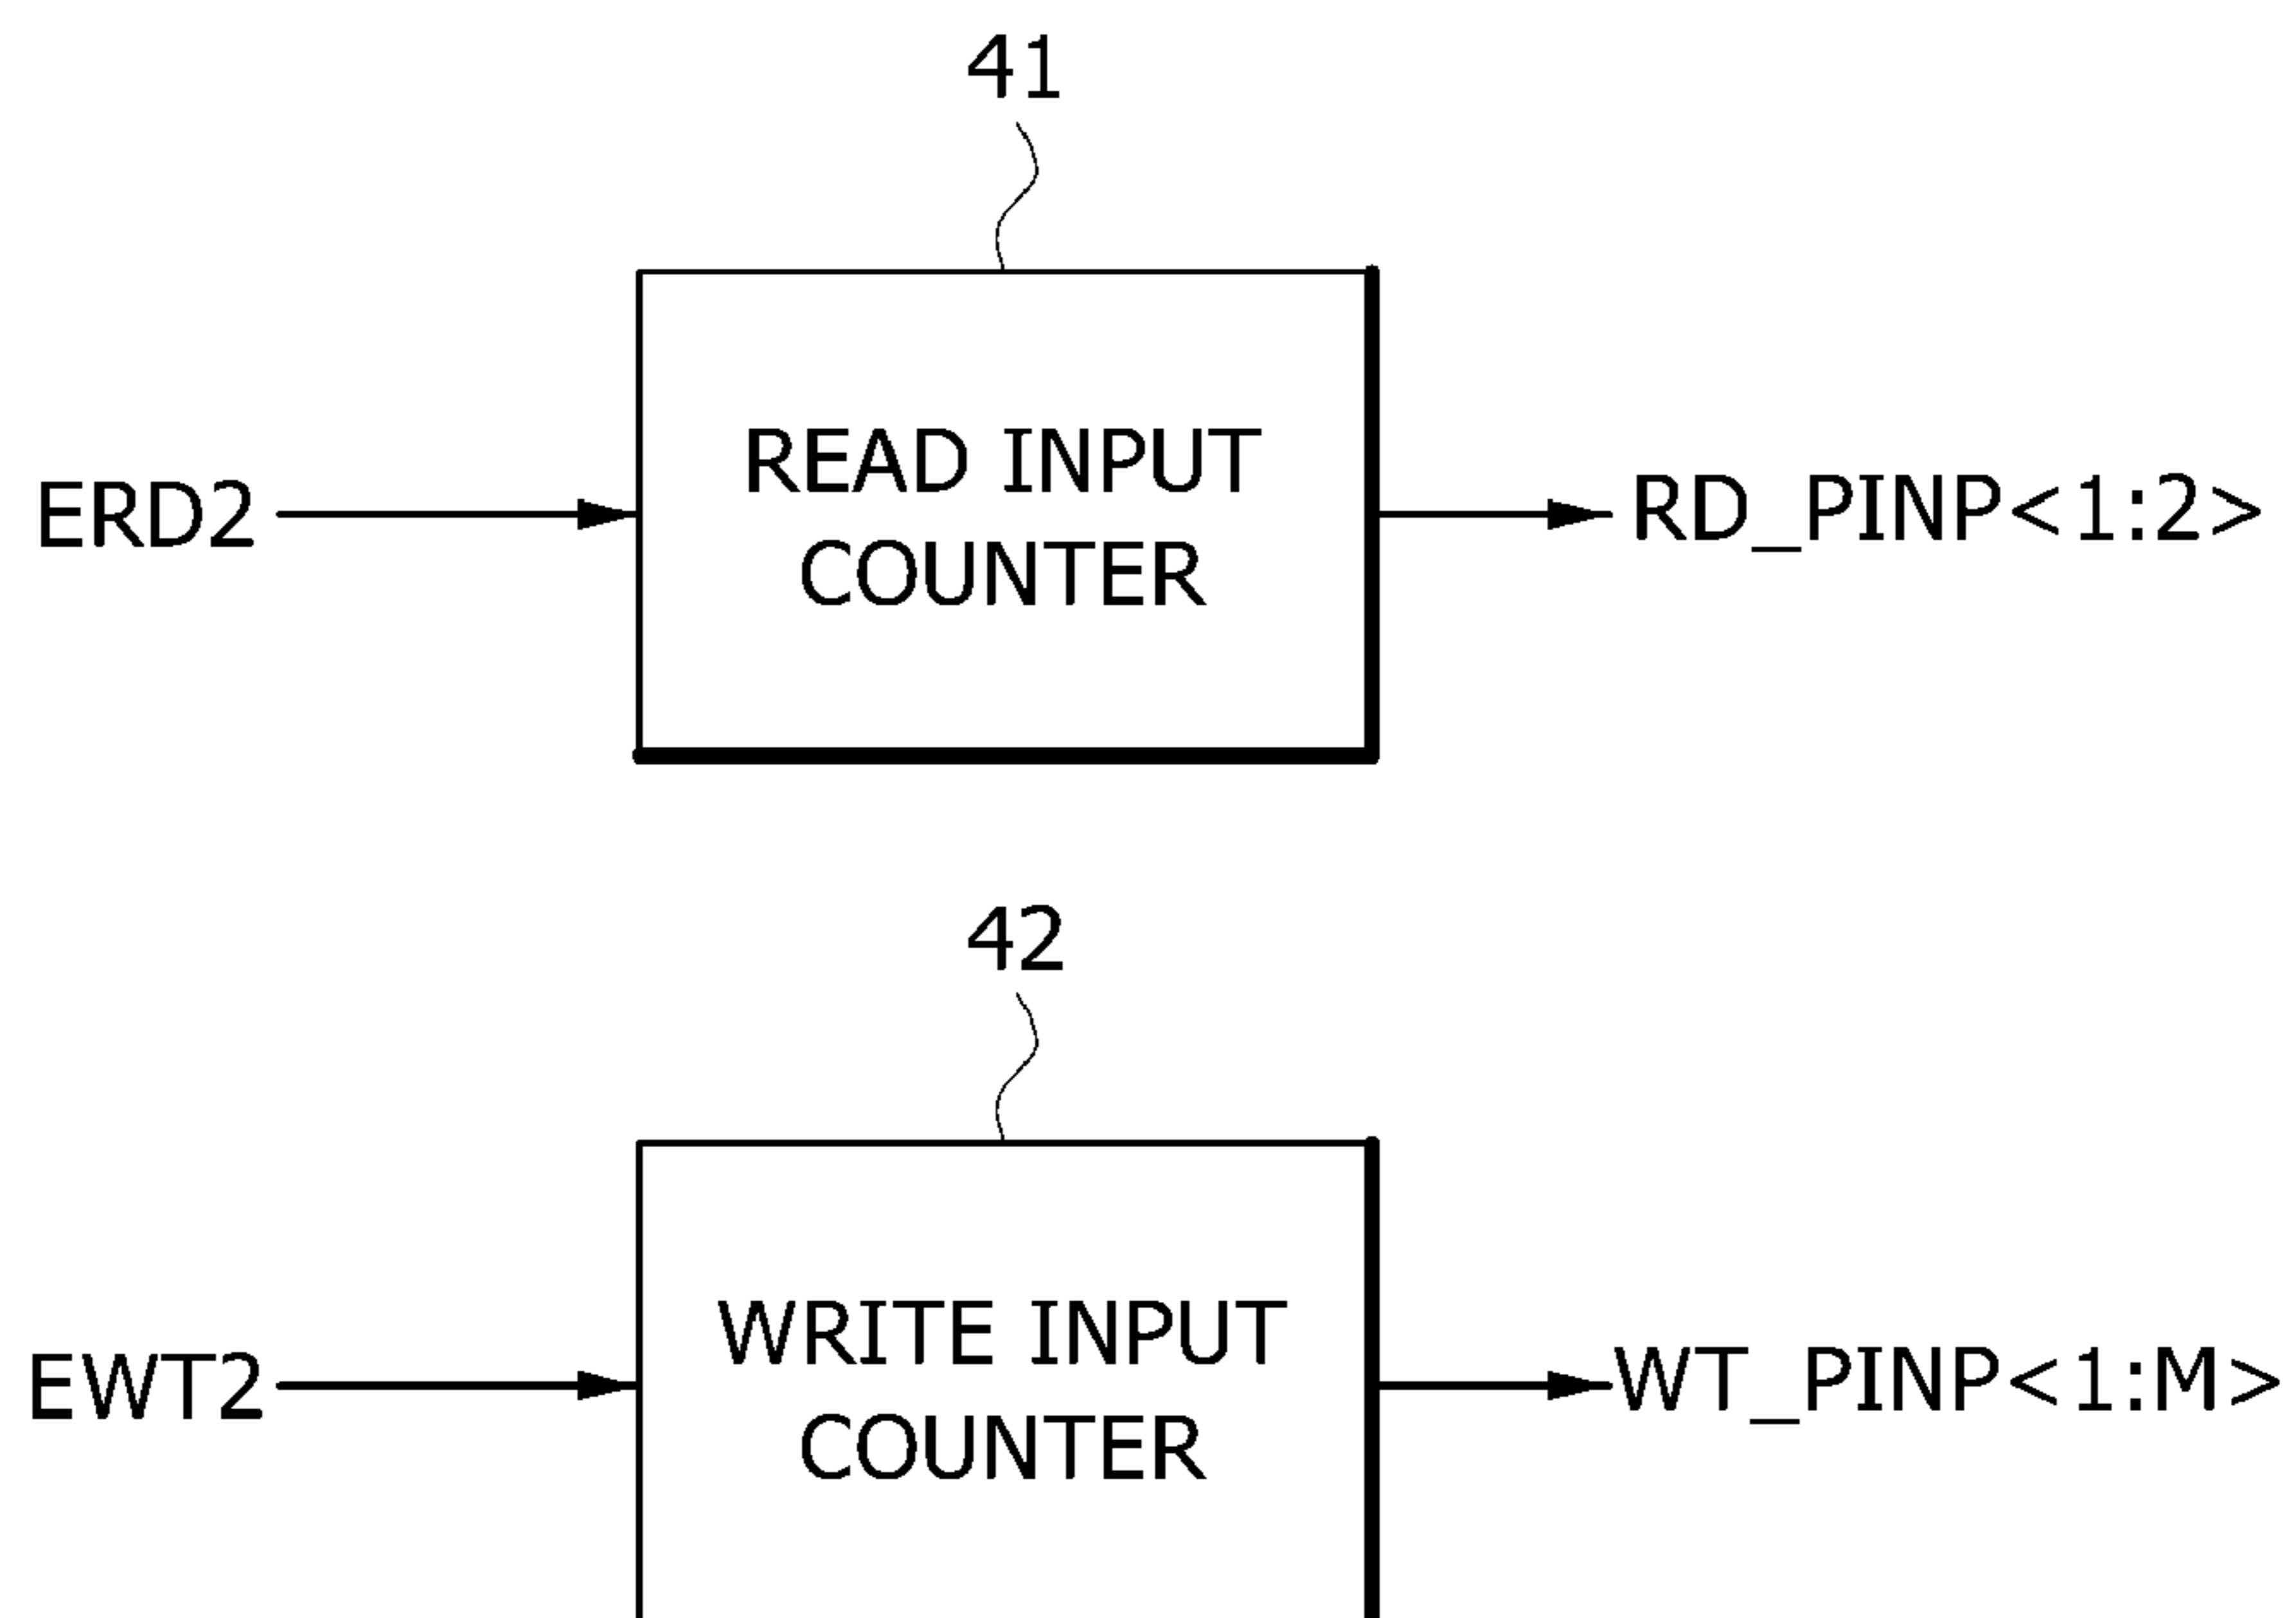 41
READ INPUT
COUNTER
ERD2
RD_PINP<1:2>
42
WRITE INPUT
COUNTER
EWT2
WT_PINP<1:M>